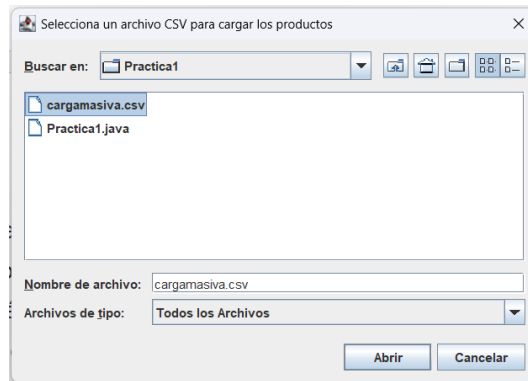 Selecciona un archivo CSV para cargar los productos
Buscar en: Practica1
cargamasiva.csv
Practica1.java
Nombre de archivo: cargamasiva.csv
Archivos de tipo: Todos los Archivos
Abrir Cancelar